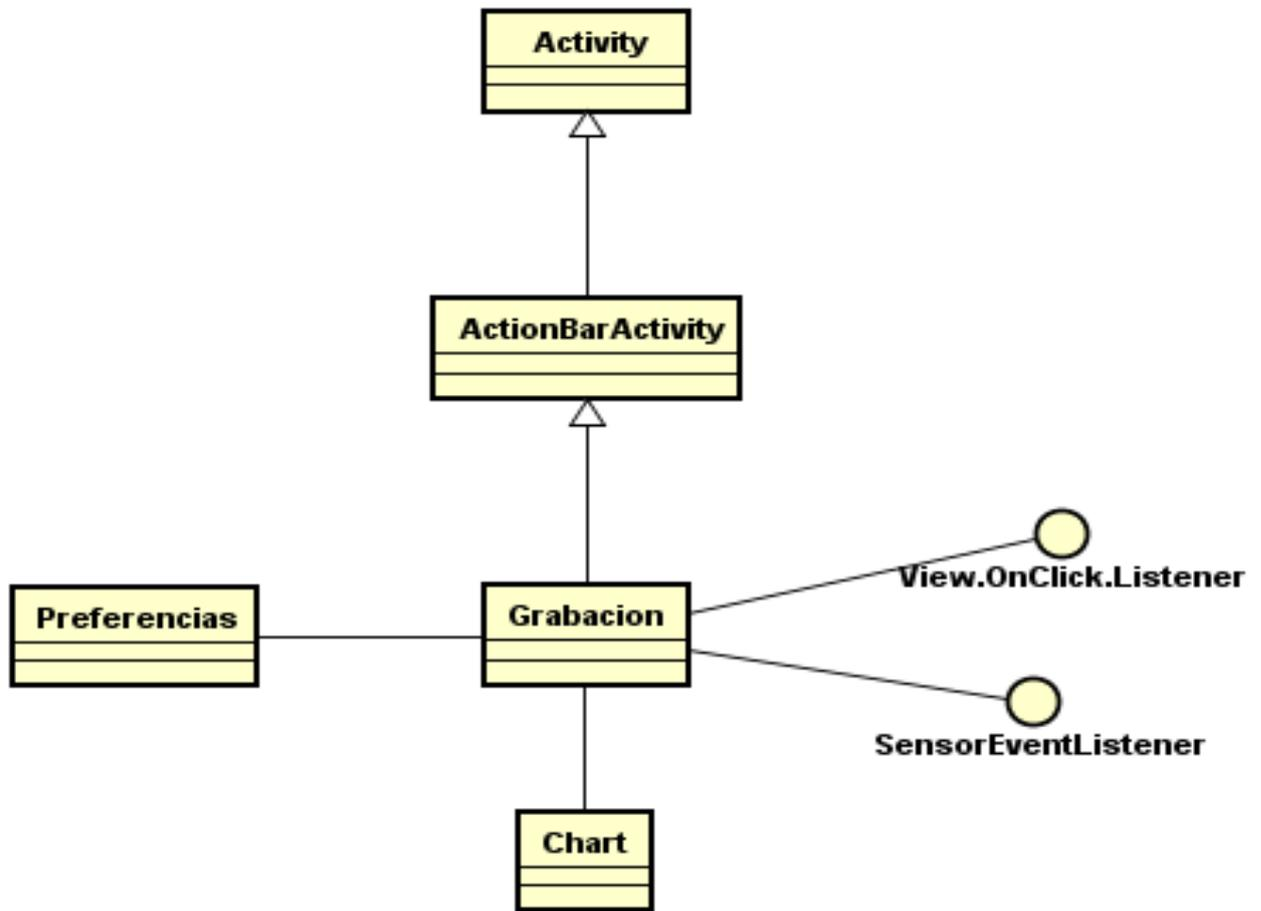 Activity
ActionBarActivity
View.OnClick.Listener
Preferencias
Grabacion
SensorEventListener
Chart